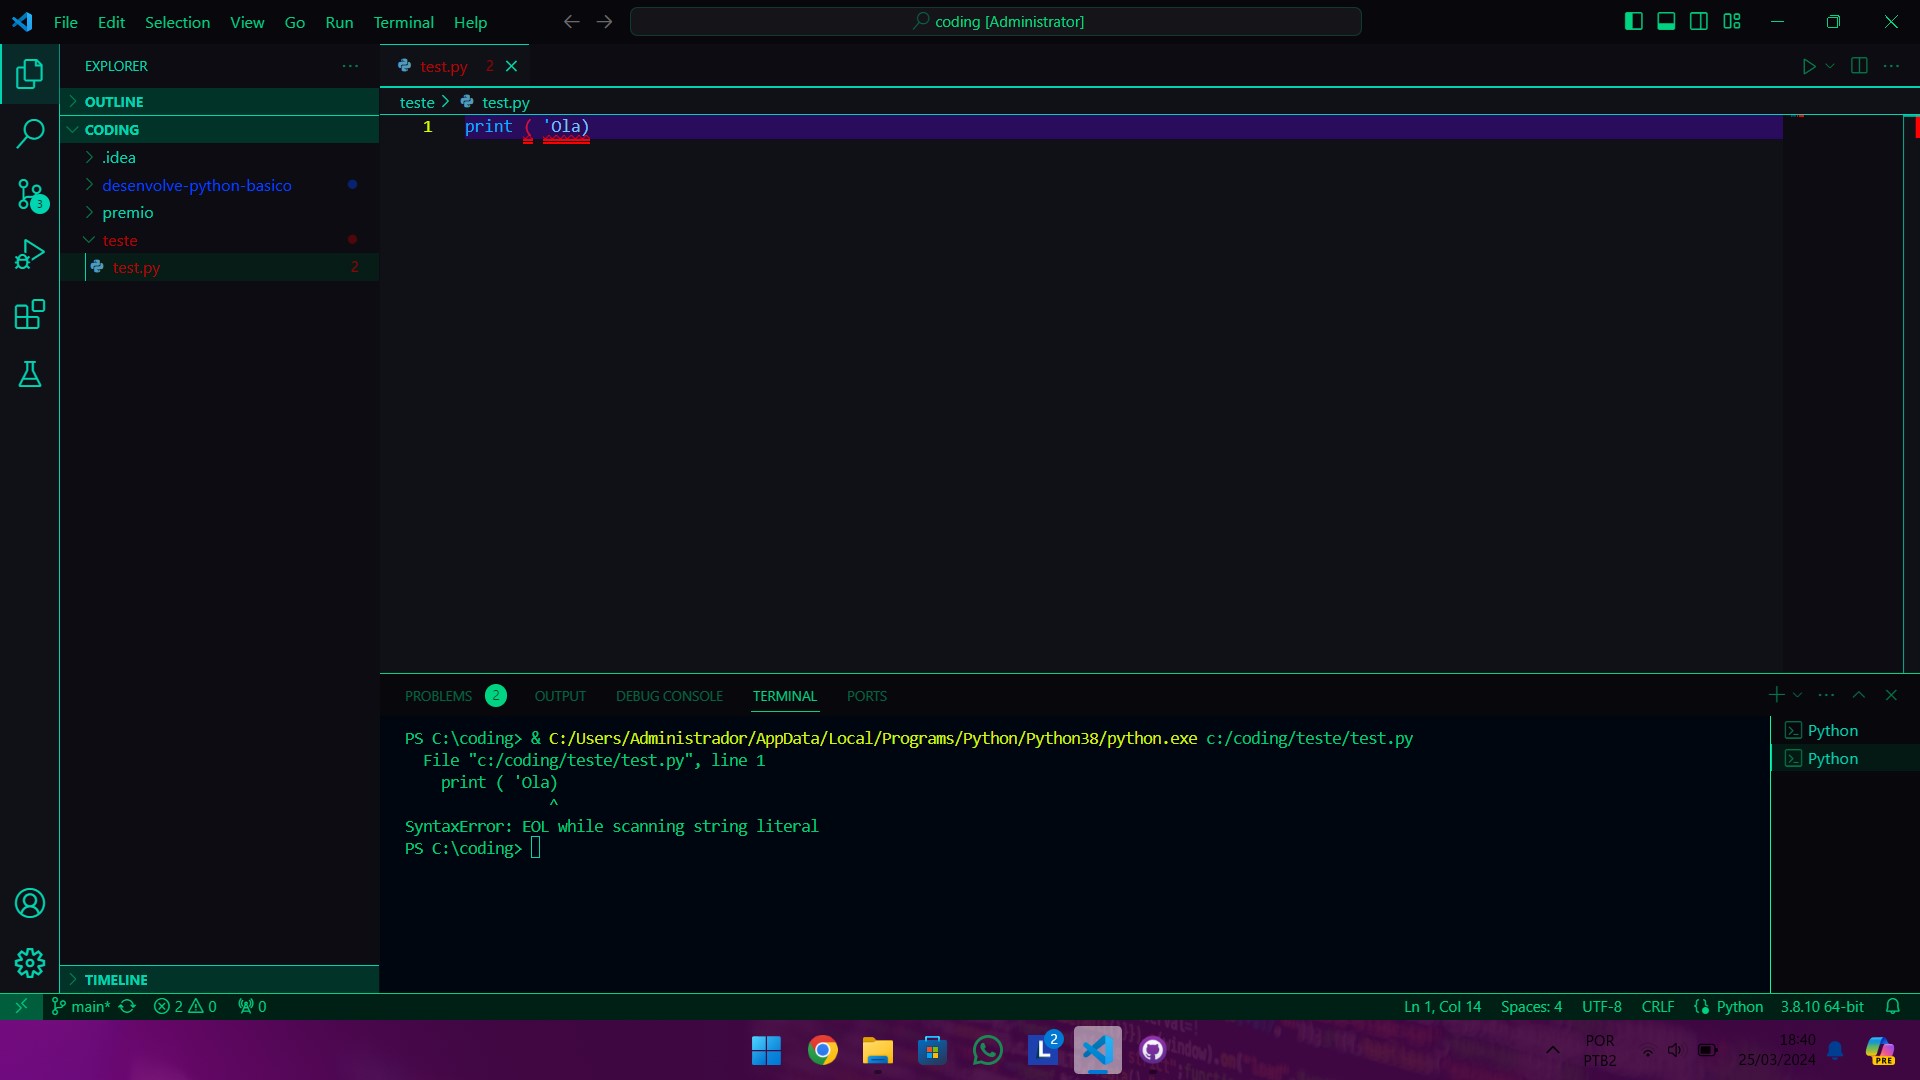 File Edit Selection View Go Run Terminal Help
coding [Administrator]
EXPLORER
OUTLINE
CODING
.idea
desenvolve-python-basico
premio
teste
test.py 2
TIMELINE
test.py 2
teste > test.py
1 print ( 'Ola)
PROBLEMS 2 OUTPUT DEBUG CONSOLE TERMINAL PORTS
PS C:\coding> & C:/Users/Administrador/AppData/Local/Programs/Python/Python38/python.exe c:/coding/teste/test.py
File "c:/coding/teste/test.py", line 1
print ( 'Ola)
^
SyntaxError: EOL while scanning string literal
PS C:\coding>
Python
Python
3
main* 2 0 0
Ln 1, Col 14 Spaces: 4 UTF-8 CRLF Python 3.8.10 64-bit
L 2
POR
PTB2
18:40
25/03/2024
PRE